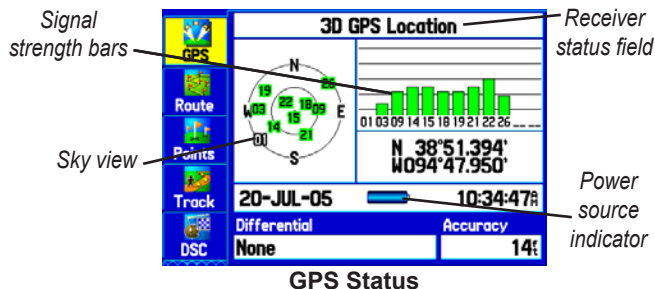 Signal
strength bars
Receiver
status field
3D GPS Location
GPS
Route
Points
Track
DSC
N
W
E
S
26
19
03
22
18
09
15
14
21
01
01 03 09 14 15 18 19 21 22 26 __ __
N 38°51.394'
W094°47.950'
Sky view
20-JUL-05
10:34:47
Power
source
indicator
Differential
None
Accuracy
14
GPS Status